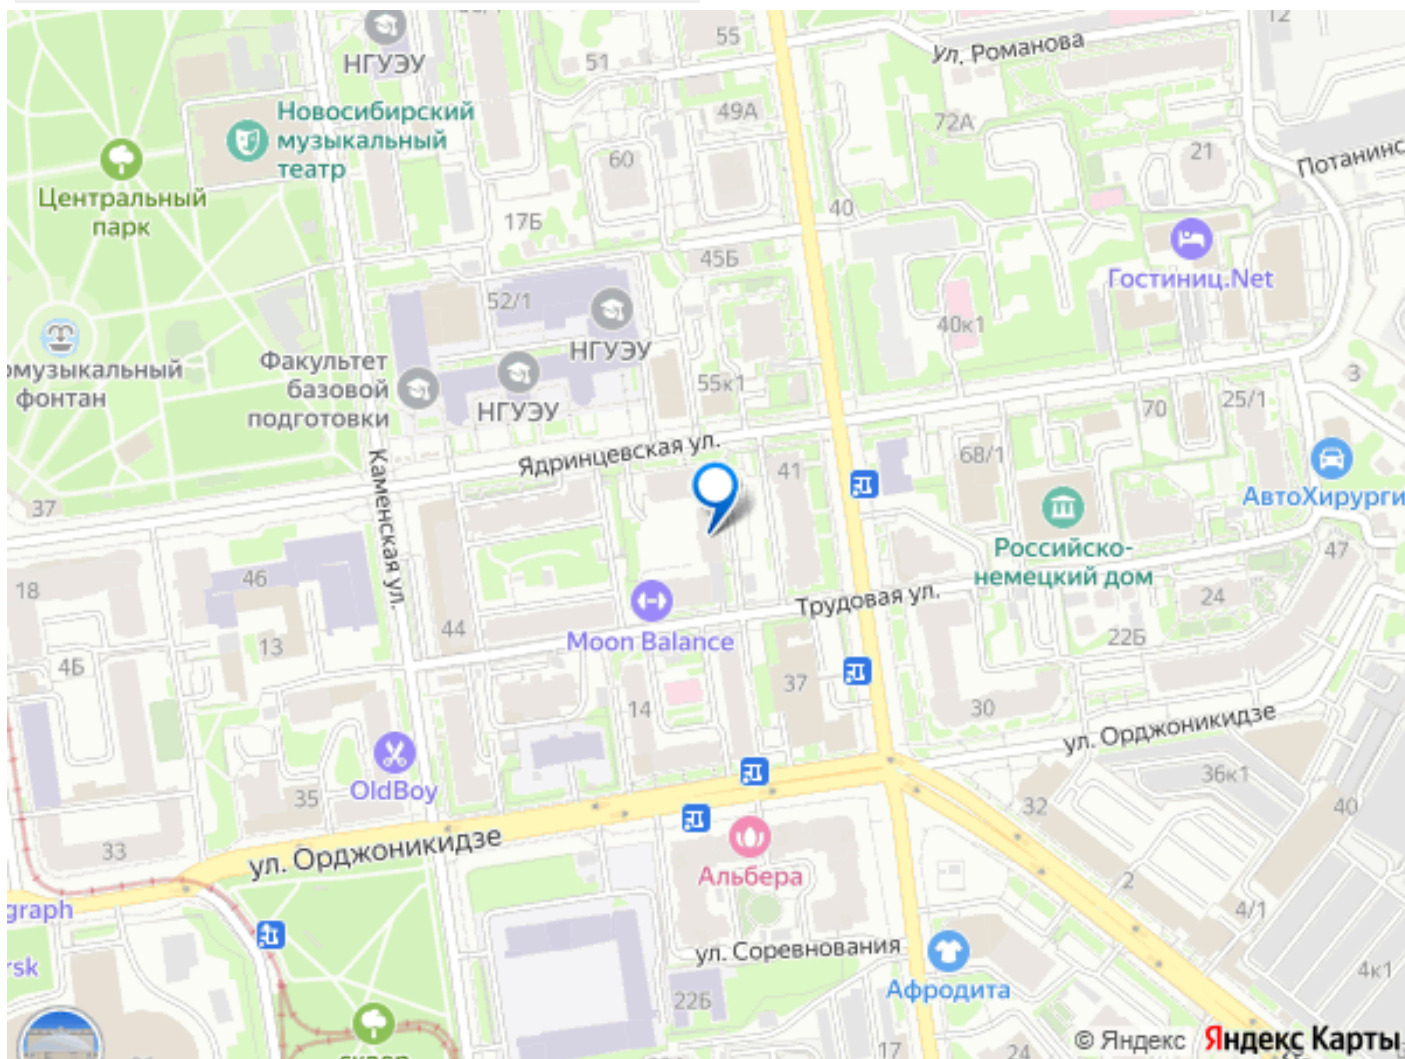 12
55
НГУЭУ
51
ул. Романова
Новосибирский
музыкальный
театр
49А
72А
60
21
Потанинс
Центральный
парк
17Б
40
45Б
Гостиниц.Net
52/1
НГУЭУ
40к1
омузыкальный
фонтан
Факультет
базовой
подготовки
НГУЭУ
55к1
3
70
25/1
Ядринцевская ул.
68/1
41
Каменская ул.
37
АвтоХирурги
Российско-
немецкий дом
47
46
18
Трудовая ул.
24
44
Moon Balance
22Б
13
4Б
37
14
30
ул. Орджоникидзе
OldBoy
35
36к1
32
40
33
ул. Орджоникидзе
Альбера
2
graph
4/1
ул. Соревнования
rsk
Афродита
4к1
22Б
17
24
© Яндекс Яндекс Карты